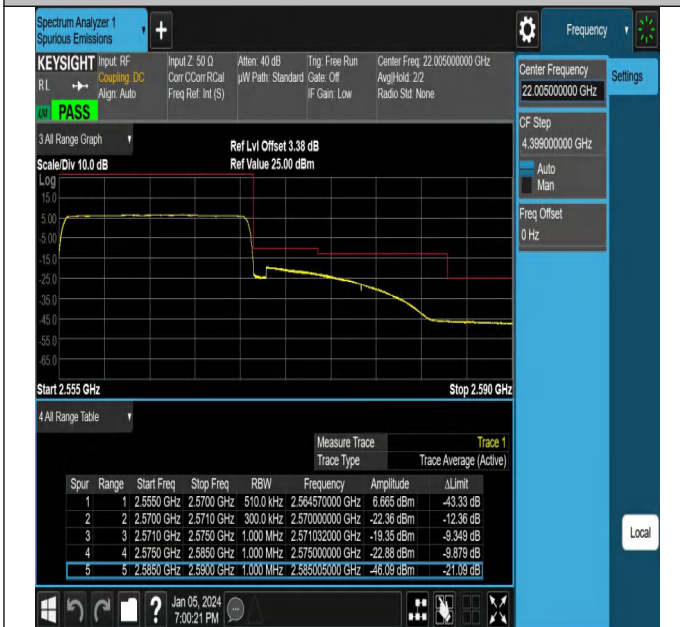 Spectrum Analyzer 1
Spurious Emissions
+
Frequency
KEYSIGHT Input: RF Input Z: 50 Ω Atten: 40 dB Trig: Free Run Center Freq: 22.005000000 GHz
RL Coupling: DC Corr CCorr RCal µW Path: Standard Gate: Off Avg|Hold: 2/2
Align: Auto Freq Ref: Int (S) IF Gain: Low Radio Std: None
PASS
Center Frequency
22.005000000 GHz
Settings
CF Step
4.399000000 GHz
Auto
Man
Freq Offset
0 Hz
3 All Range Graph
Ref Lvl Offset 3.38 dB
Scale/Div 10.0 dB Ref Value 25.00 dBm
Log
15.0
5.00
-5.00
-15.0
-25.0
-35.0
-45.0
-55.0
-65.0
Start 2.555 GHz Stop 2.590 GHz
4 All Range Table
Measure Trace Trace 1
Trace Type Trace Average (Active)
Spur Range Start Freq Stop Freq RBW Frequency Amplitude ΔLimit
1 1 2.5550 GHz 2.5700 GHz 510.0 kHz 2.564570000 GHz 6.665 dBm -43.33 dB
2 2 2.5700 GHz 2.5710 GHz 300.0 kHz 2.570000000 GHz -22.36 dBm -12.36 dB
3 3 2.5710 GHz 2.5750 GHz 1.000 MHz 2.571032000 GHz -19.35 dBm -9.349 dB
4 4 2.5750 GHz 2.5850 GHz 1.000 MHz 2.575000000 GHz -22.88 dBm -9.879 dB
5 5 2.5850 GHz 2.5900 GHz 1.000 MHz 2.585005000 GHz -46.09 dBm -21.09 dB
Local
? Jan 05, 2024
7:00:21 PM